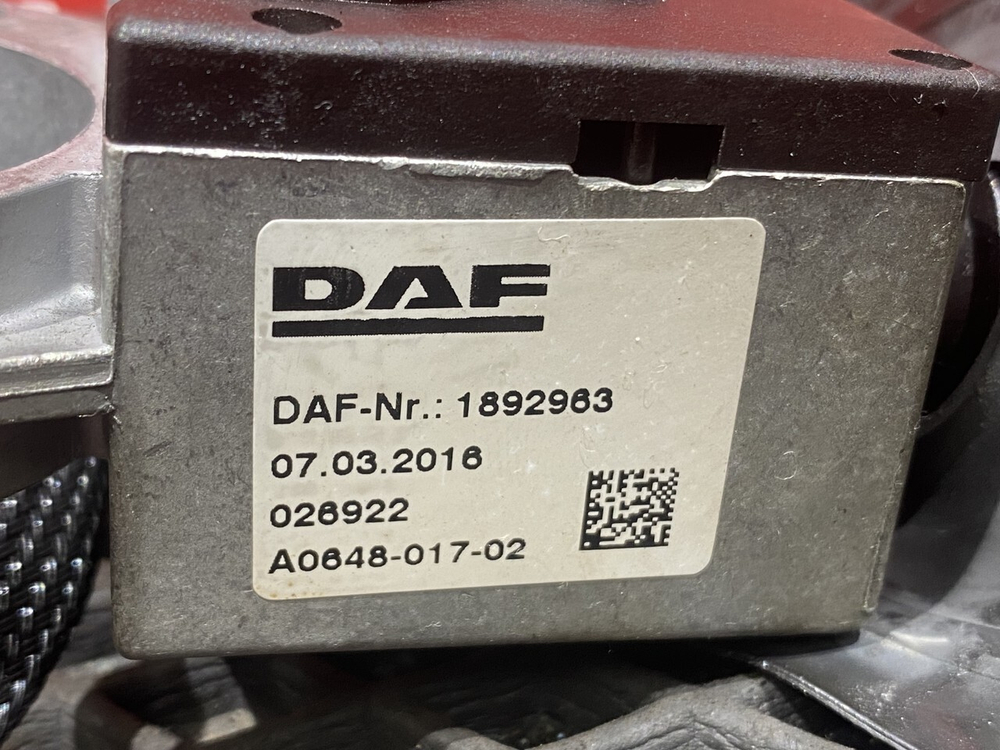 DAF
DAF-Nr.: 1892963
07.03.2016
026922
A0648-017-02